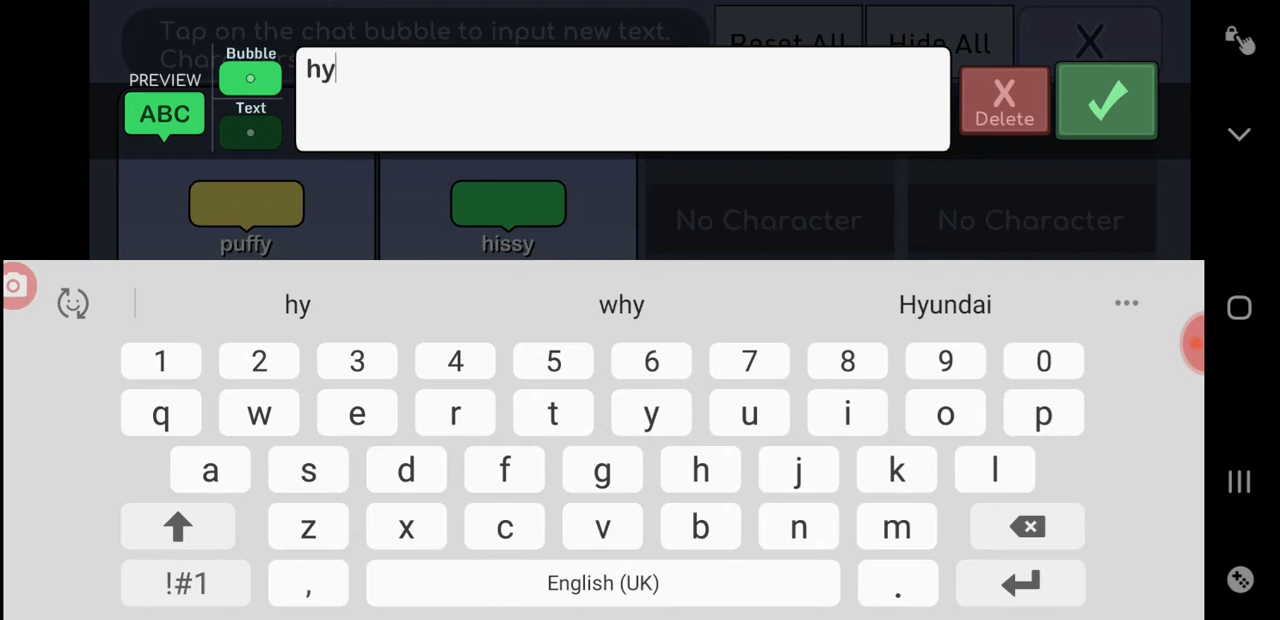 Tap on the chat bubble to input new text.
Reset All
Hide All
X
Bubble
PREVIEW
ABC
Text
hy
X
Delete
puffy
hissy
No Character
No Character
hy
why
Hyundai
1 2 3 4 5 6 7 8 9 0
q w e r t y u i o p
a s d f g h j k l
z x c v b n m
!#1 , English (UK) .